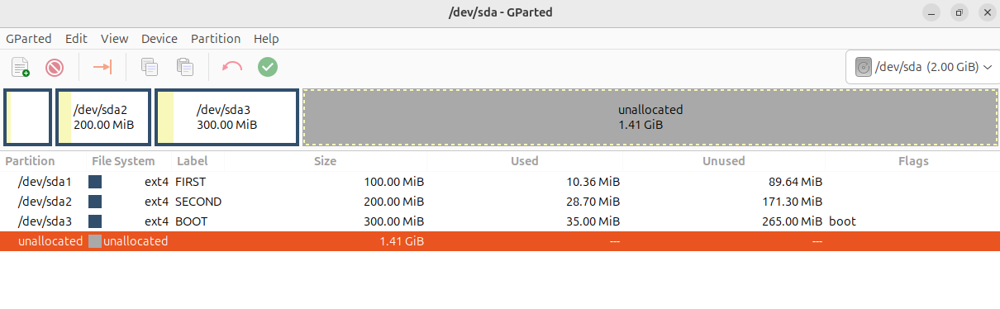 /dev/sda - GParted
GParted Edit View Device Partition Help
/dev/sda (2.00 GiB)
/dev/sda2
200.00 MiB
/dev/sda3
300.00 MiB
unallocated
1.41 GiB
Partition File System Label Size Used Unused Flags
/dev/sda1 ext4 FIRST 100.00 MiB 10.36 MiB 89.64 MiB
/dev/sda2 ext4 SECOND 200.00 MiB 28.70 MiB 171.30 MiB
/dev/sda3 ext4 BOOT 300.00 MiB 35.00 MiB 265.00 MiB boot
unallocated unallocated 1.41 GiB --- ---